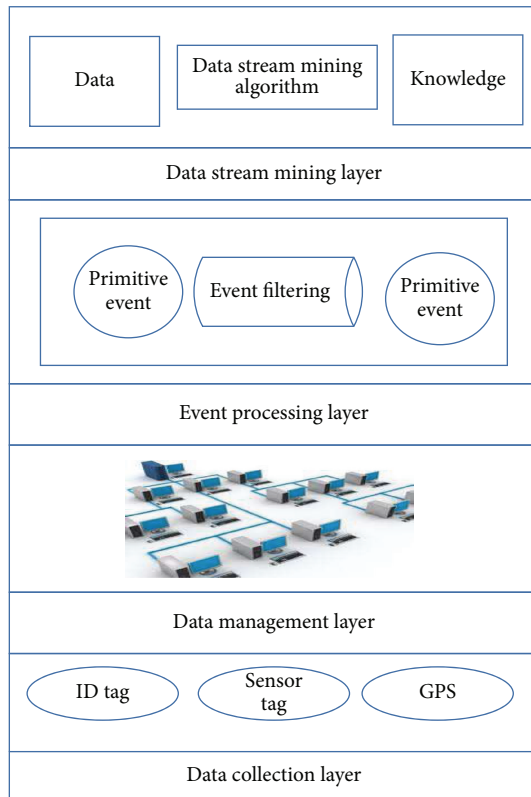 Data
Data stream mining
algorithm
Knowledge
Data stream mining layer
Primitive
event
Event filtering
Primitive
event
Event processing layer
Data management layer
ID tag
Sensor
tag
GPS
Data collection layer